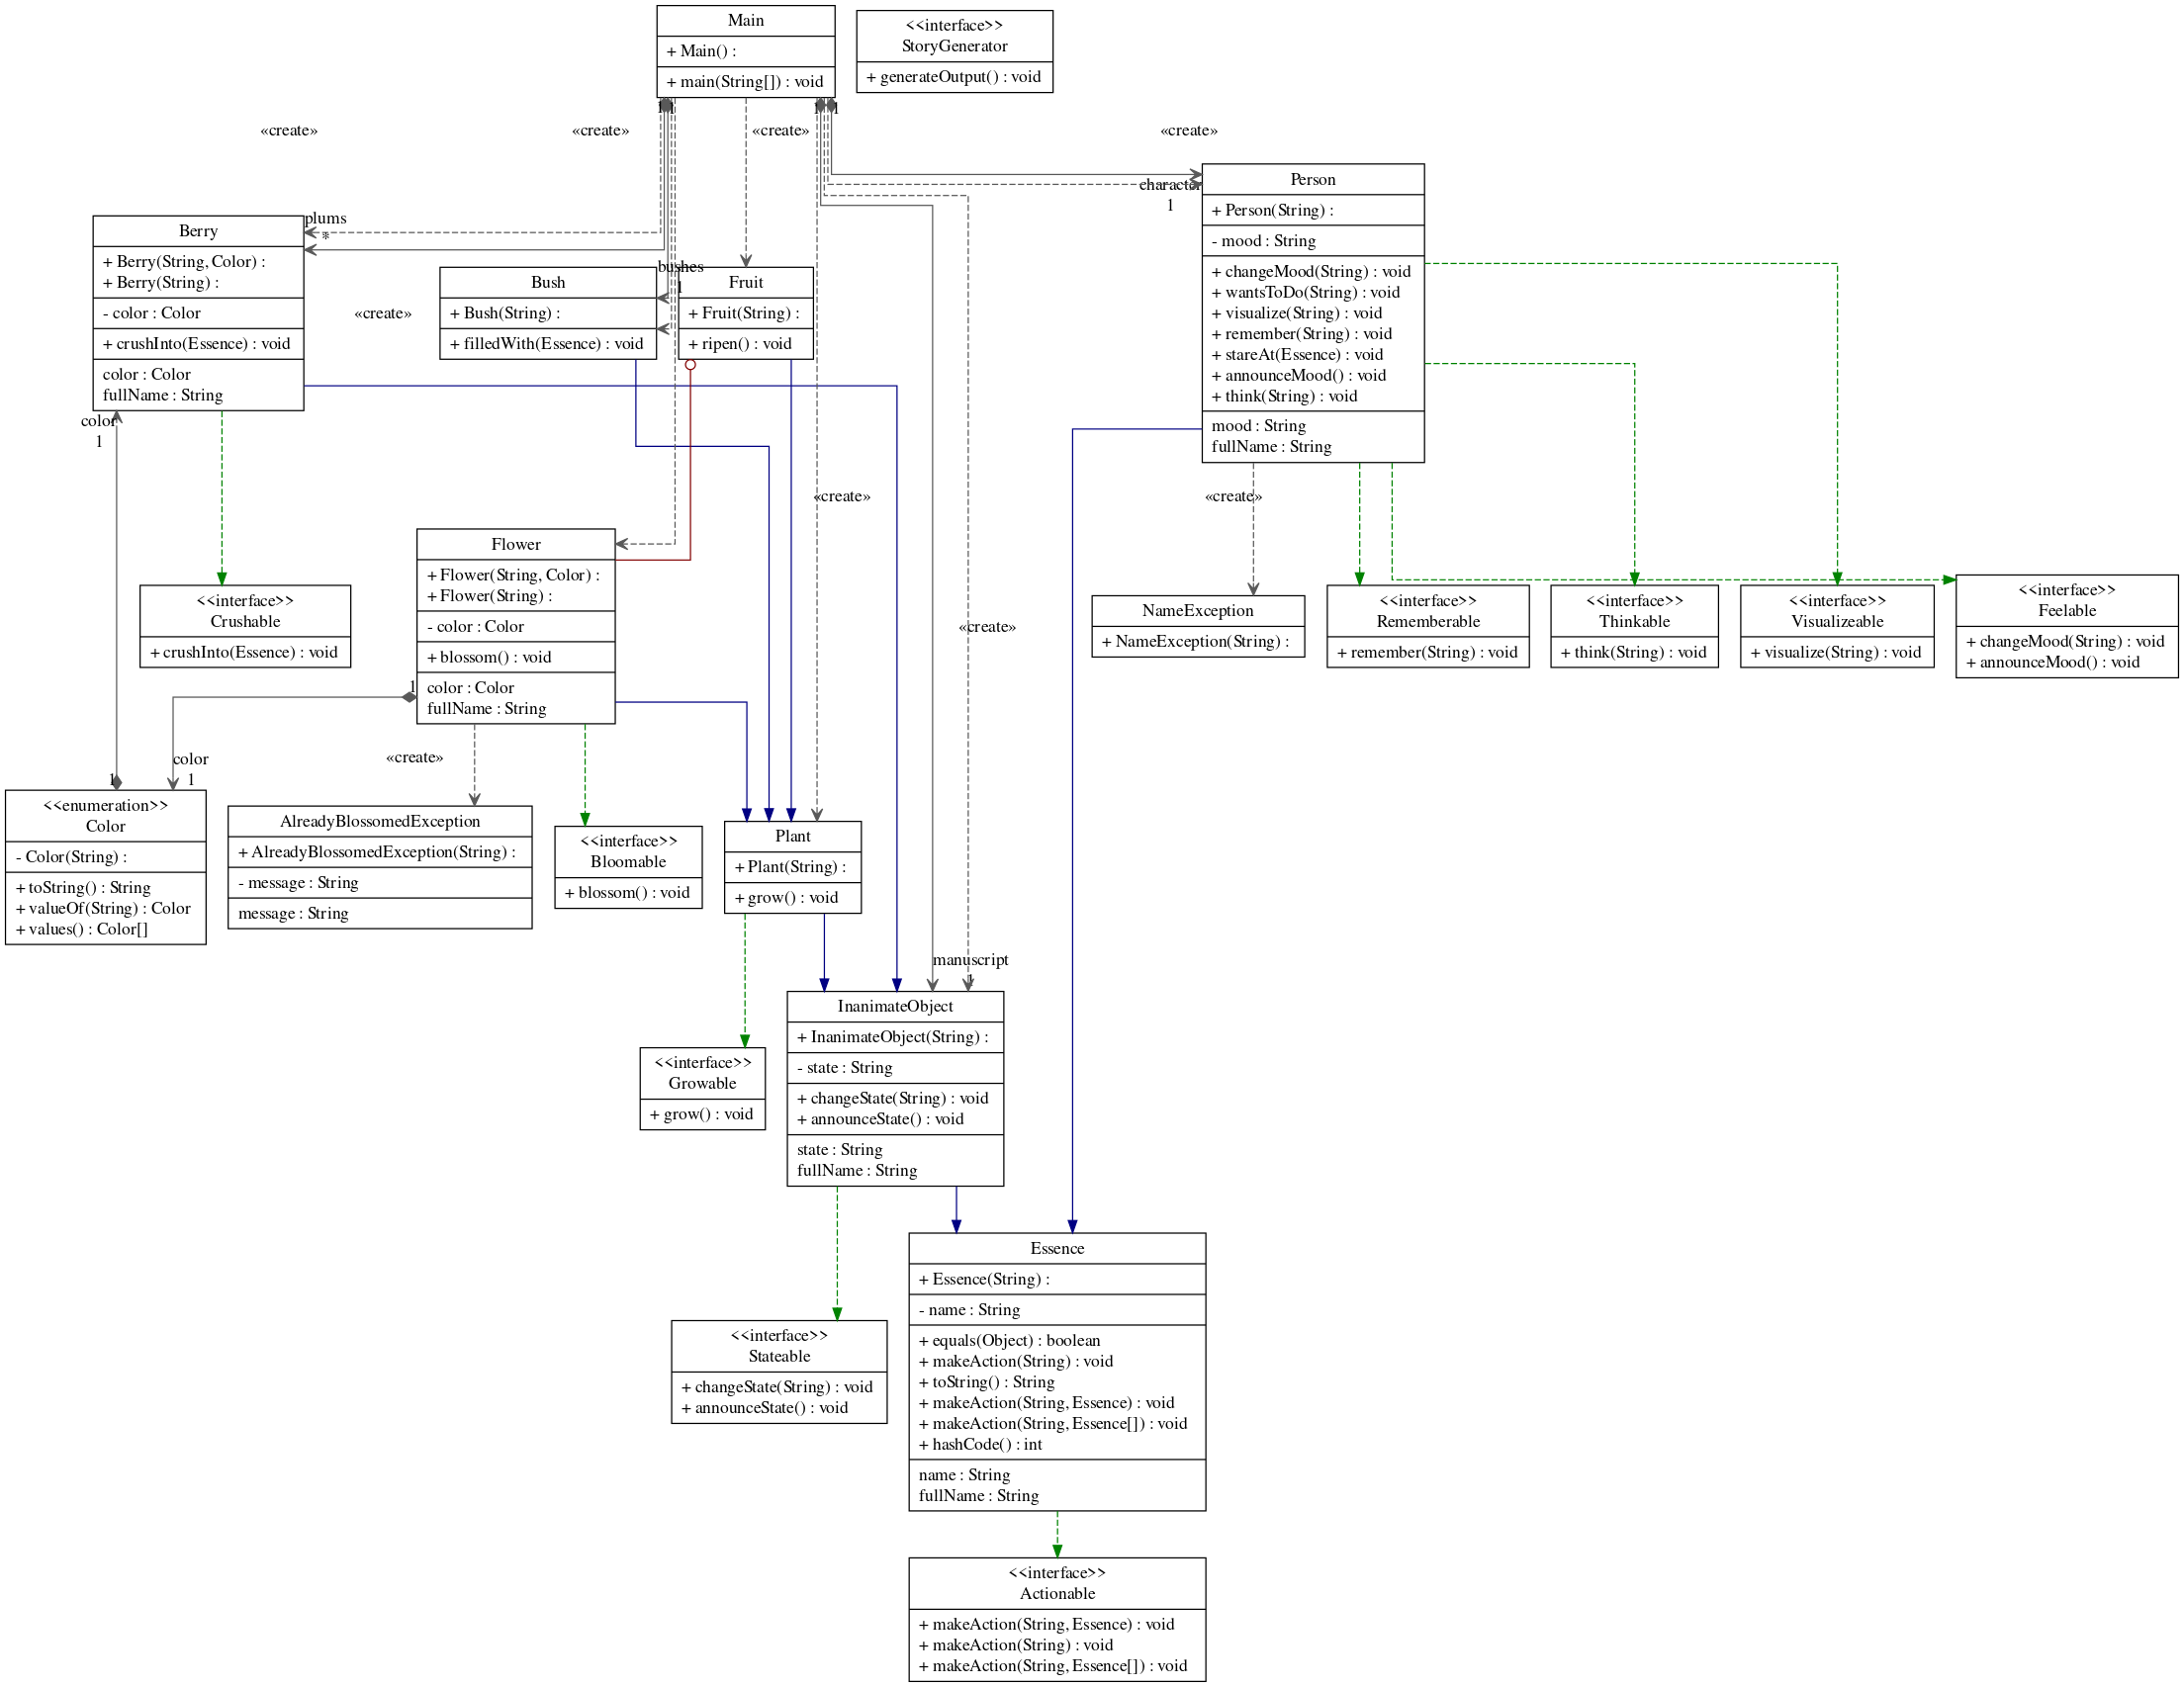 Main
+ Main() :
+ main(String[]) : void
<<interface>>
StoryGenerator
+ generateOutput() : void
1
1
1
1
«create»
«create»
«create»
«create»
character
1
plums
*
Person
+ Person(String) :
- mood : String
+ changeMood(String) : void
+ wantsToDo(String) : void
+ visualize(String) : void
+ remember(String) : void
+ stareAt(Essence) : void
+ announceMood() : void
+ think(String) : void
mood : String
fullName : String
Berry
+ Berry(String, Color) :
+ Berry(String) :
- color : Color
+ crushInto(Essence) : void
color : Color
fullName : String
bushes
1
Bush
+ Bush(String) :
+ filledWith(Essence) : void
Fruit
+ Fruit(String) :
+ ripen() : void
«create»
color
1
«create»
«create»
Flower
+ Flower(String, Color) :
+ Flower(String) :
- color : Color
+ blossom() : void
color : Color
fullName : String
<<interface>>
Crushable
+ crushInto(Essence) : void
NameException
+ NameException(String) :
<<interface>>
Rememberable
+ remember(String) : void
<<interface>>
Thinkable
+ think(String) : void
<<interface>>
Visualizeable
+ visualize(String) : void
<<interface>>
Feelable
+ changeMood(String) : void
+ announceMood() : void
«create»
1
color
1
1
«create»
<<enumeration>>
Color
- Color(String) :
+ toString() : String
+ valueOf(String) : Color
+ values() : Color[]
AlreadyBlossomedException
+ AlreadyBlossomedException(String) :
- message : String
message : String
<<interface>>
Bloomable
+ blossom() : void
Plant
+ Plant(String) :
+ grow() : void
manuscript
1
InanimateObject
+ InanimateObject(String) :
- state : String
+ changeState(String) : void
+ announceState() : void
state : String
fullName : String
<<interface>>
Growable
+ grow() : void
Essence
+ Essence(String) :
- name : String
+ equals(Object) : boolean
+ makeAction(String) : void
+ toString() : String
+ makeAction(String, Essence) : void
+ makeAction(String, Essence[]) : void
+ hashCode() : int
name : String
fullName : String
<<interface>>
Stateable
+ changeState(String) : void
+ announceState() : void
<<interface>>
Actionable
+ makeAction(String, Essence) : void
+ makeAction(String) : void
+ makeAction(String, Essence[]) : void